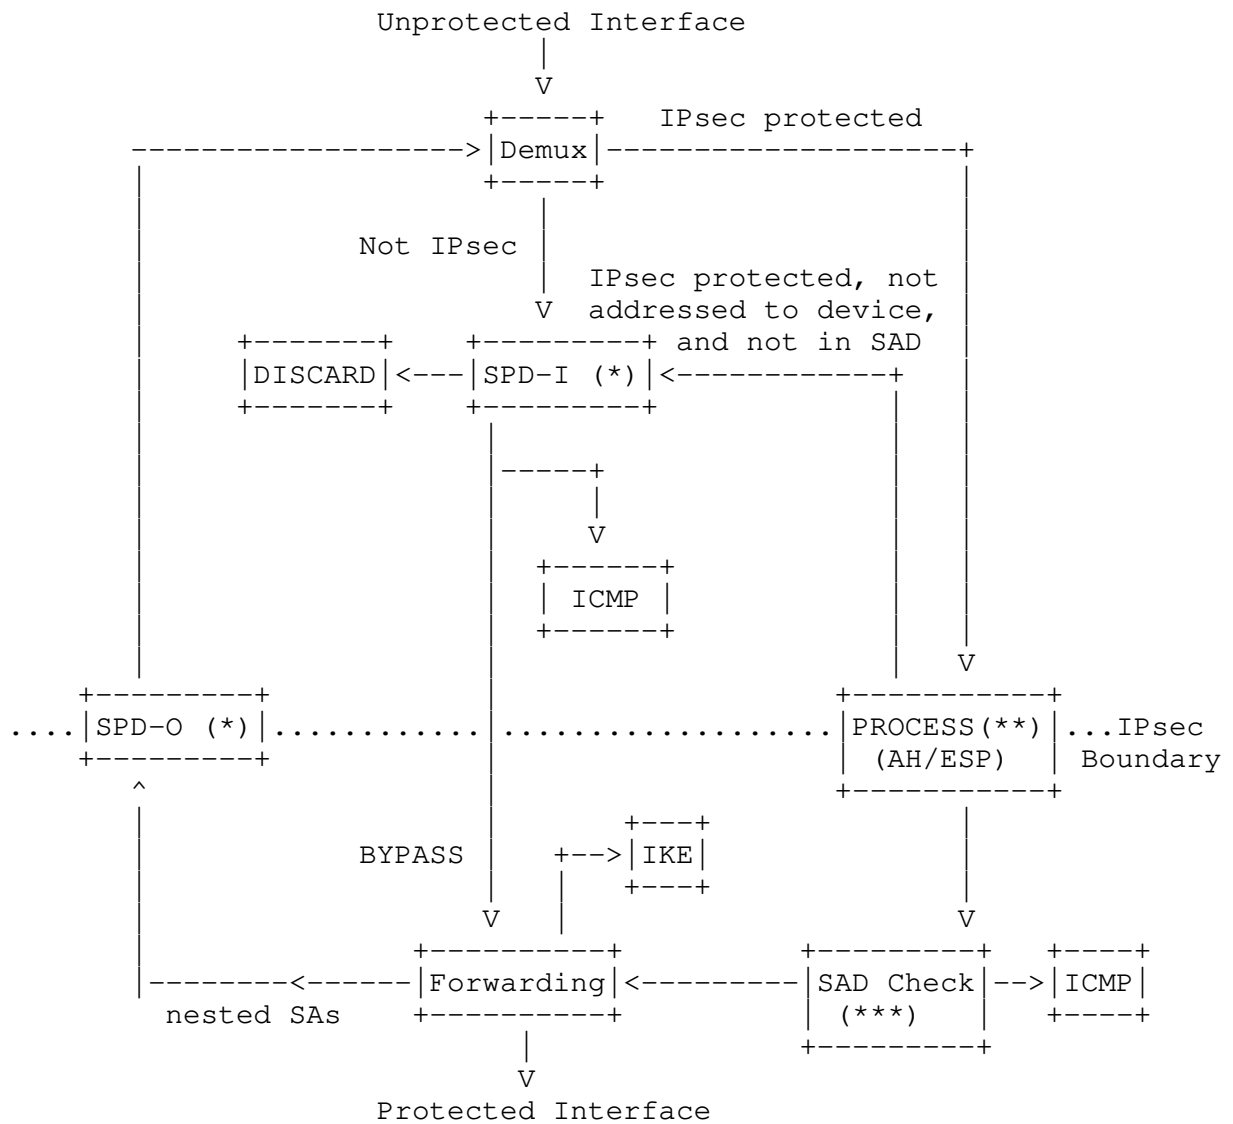 Unprotected Interface
|
V
+-----+ IPsec protected
------------------->|Demux|--------------------+
| +-----+ |
| | |
| Not IPsec | |
| | IPsec protected, not |
| V addressed to device, |
| +-------+ +---------+ and not in SAD |
| |DISCARD|<---|SPD-I (*)|<------------+ |
| +-------+ +---------+ | |
| | | |
| |-----+ | |
| | | | |
| | V | |
| | +------+ | |
| | | ICMP | | |
| | +------+ | |
| | | V
+---------+ | +-----------+
....|SPD-O (*)|............|...................|PROCESS(**)|...IPsec
+---------+ | | (AH/ESP) | Boundary
^ | +-----------+
| | +---+ |
| BYPASS | +-->|IKE| |
| | | +---+ |
| V | V
| +----------+ +---------+ +----+
|--------<------|Forwarding|<---------|SAD Check|-->|ICMP|
nested SAs +----------+ | (***) | +----+
| +---------+
V
Protected Interface